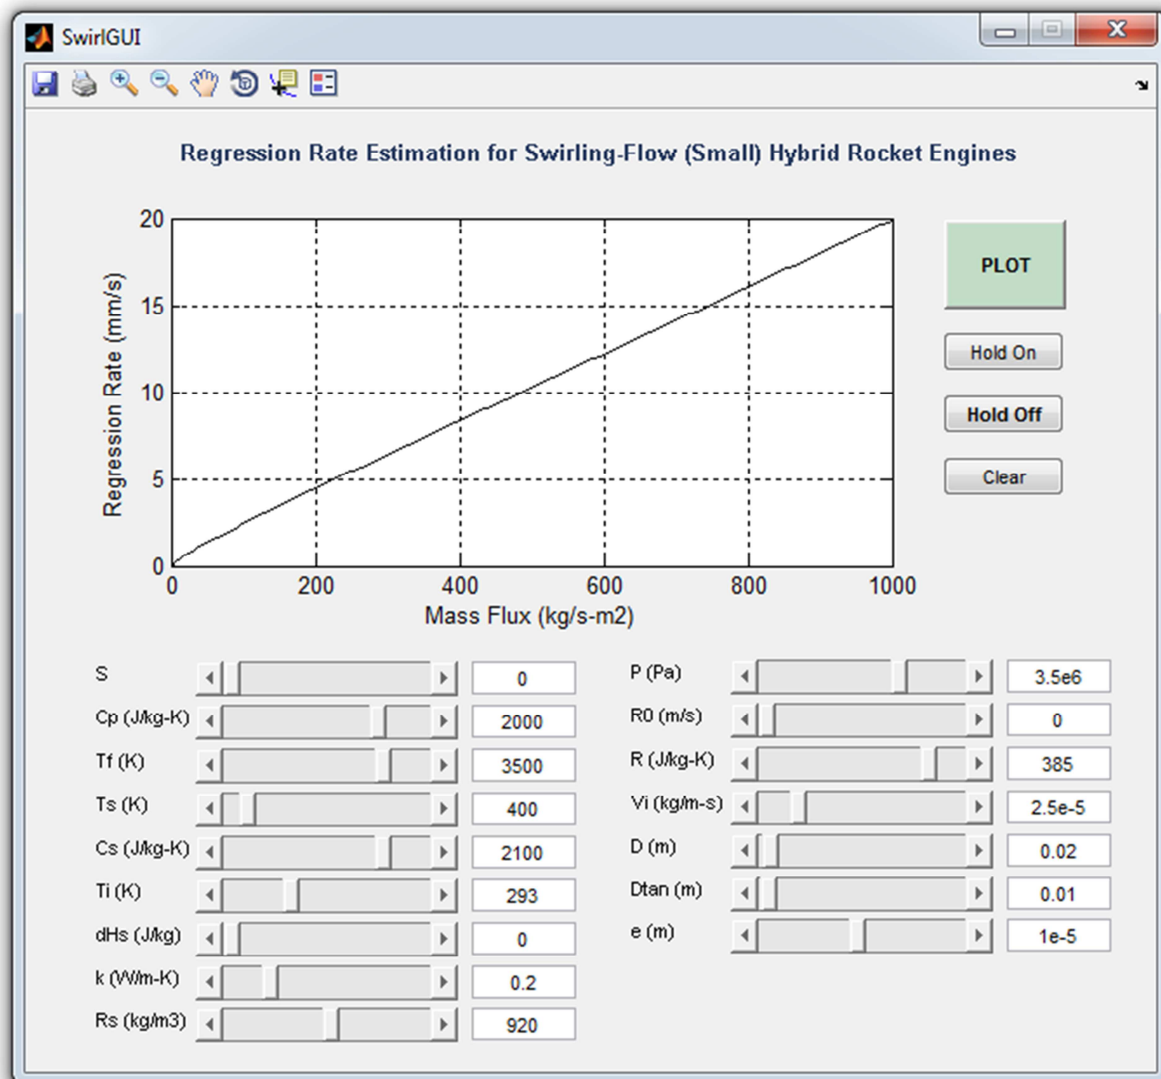 SwirlGUI
Regression Rate Estimation for Swirling-Flow (Small) Hybrid Rocket Engines
Regression Rate (mm/s)
20
15
10
5
0
0 200 400 600 800 1000
Mass Flux (kg/s-m2)
PLOT
Hold On
Hold Off
Clear
S 0
Cp (J/kg-K) 2000
Tf (K) 3500
Ts (K) 400
Cs (J/kg-K) 2100
Ti (K) 293
dHs (J/kg) 0
k (W/m-K) 0.2
Rs (kg/m3) 920
P (Pa) 3.5e6
R0 (m/s) 0
R (J/kg-K) 385
Vi (kg/m-s) 2.5e-5
D (m) 0.02
Dtan (m) 0.01
e (m) 1e-5